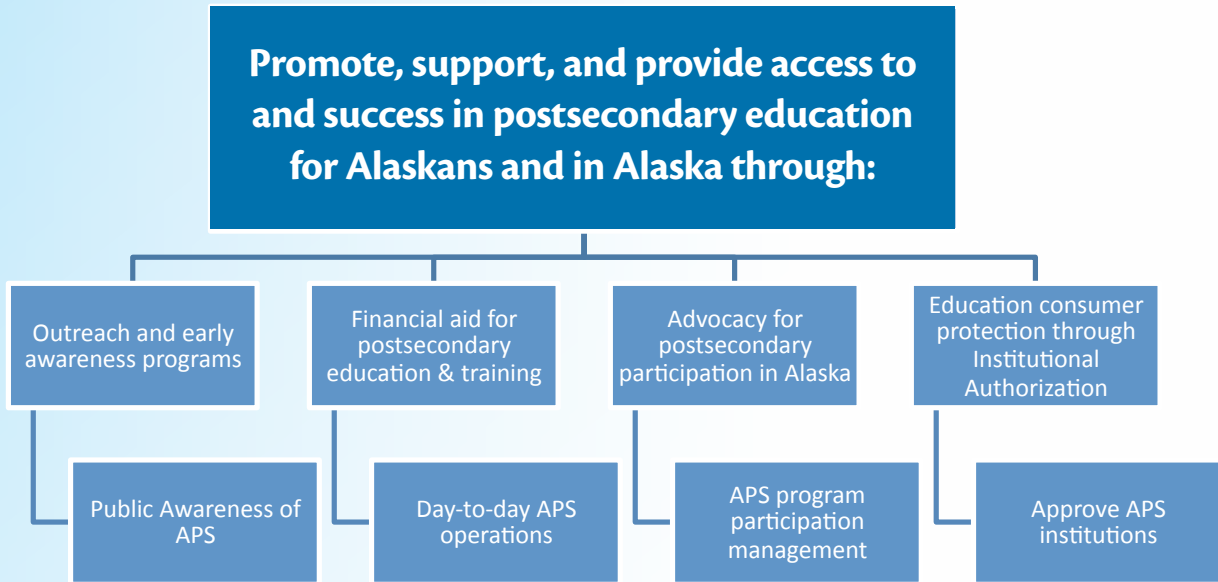 Promote, support, and provide access to
and success in postsecondary education
for Alaskans and in Alaska through:
Outreach and early
awareness programs
Financial aid for
postsecondary
education & training
Advocacy for
postsecondary
participation in Alaska
Education consumer
protection through
Institutional
Authorization
Public Awareness of
APS
Day-to-day APS
operations
APS program
participation
management
Approve APS
institutions